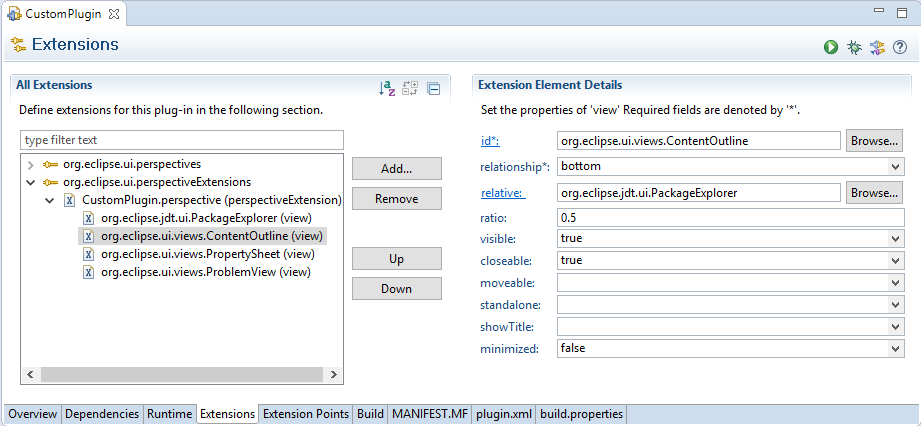 CustomPlugin
Extensions
All Extensions
Define extensions for this plug-in in the following section.
type filter text
org.eclipse.ui.perspectives
org.eclipse.ui.perspectiveExtensions
CustomPlugin.perspective (perspectiveExtension)
org.eclipse.jdt.ui.PackageExplorer (view)
org.eclipse.ui.views.ContentOutline (view)
org.eclipse.ui.views.PropertySheet (view)
org.eclipse.ui.views.ProblemView (view)
Add...
Remove
Up
Down
Extension Element Details
Set the properties of 'view' Required fields are denoted by '*'.
id*: org.eclipse.ui.views.ContentOutline Browse...
relationship*: bottom
relative: org.eclipse.jdt.ui.PackageExplorer Browse...
ratio: 0.5
visible: true
closeable: true
moveable:
standalone:
showTitle:
minimized: false
Overview Dependencies Runtime Extensions Extension Points Build MANIFEST.MF plugin.xml build.properties